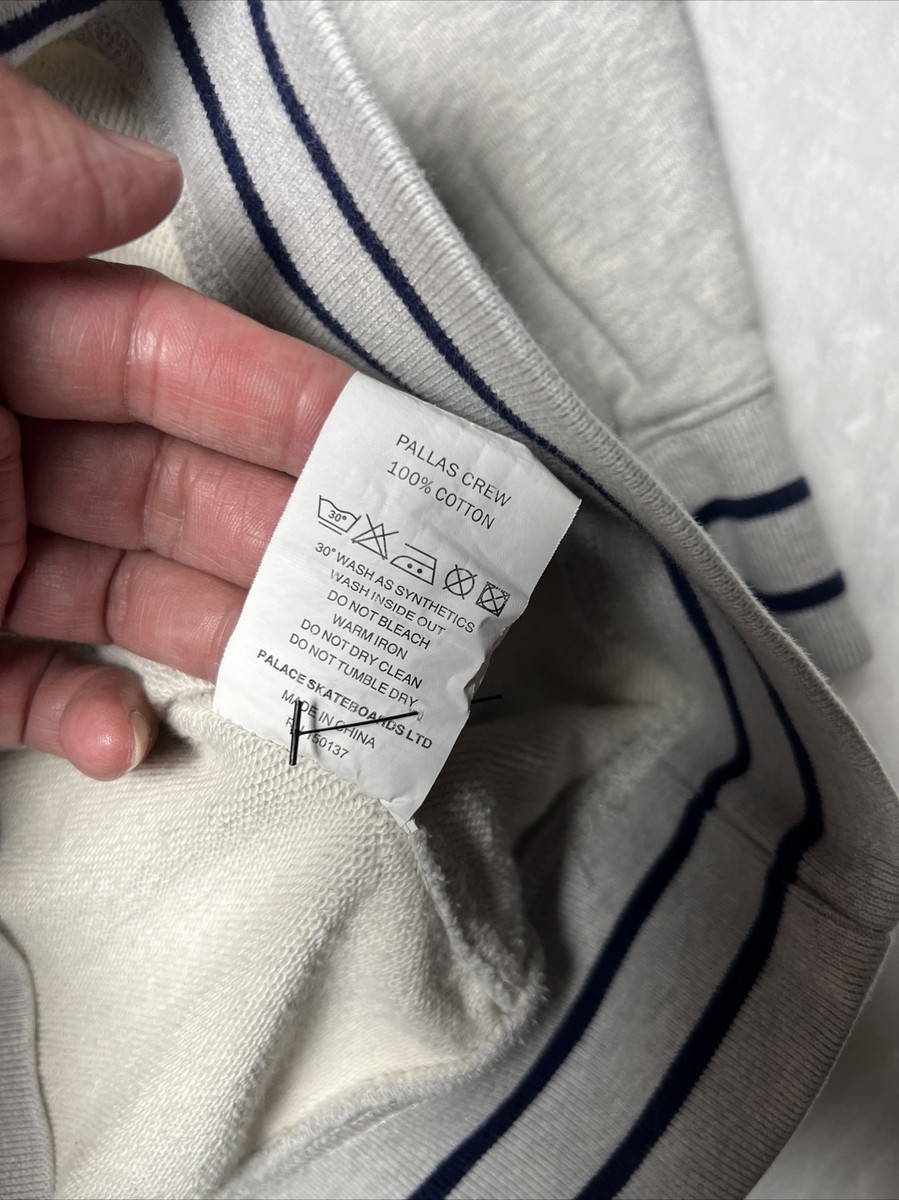 PALLAS CREW
100% COTTON
30°
30° WASH AS SYNTHETICS
WASH INSIDE OUT
DO NOT BLEACH
WARM IRON
DO NOT DRY CLEAN
DO NOT TUMBLE DRY
PALACE SKATEBOARDS LTD
MADE IN CHINA
150137